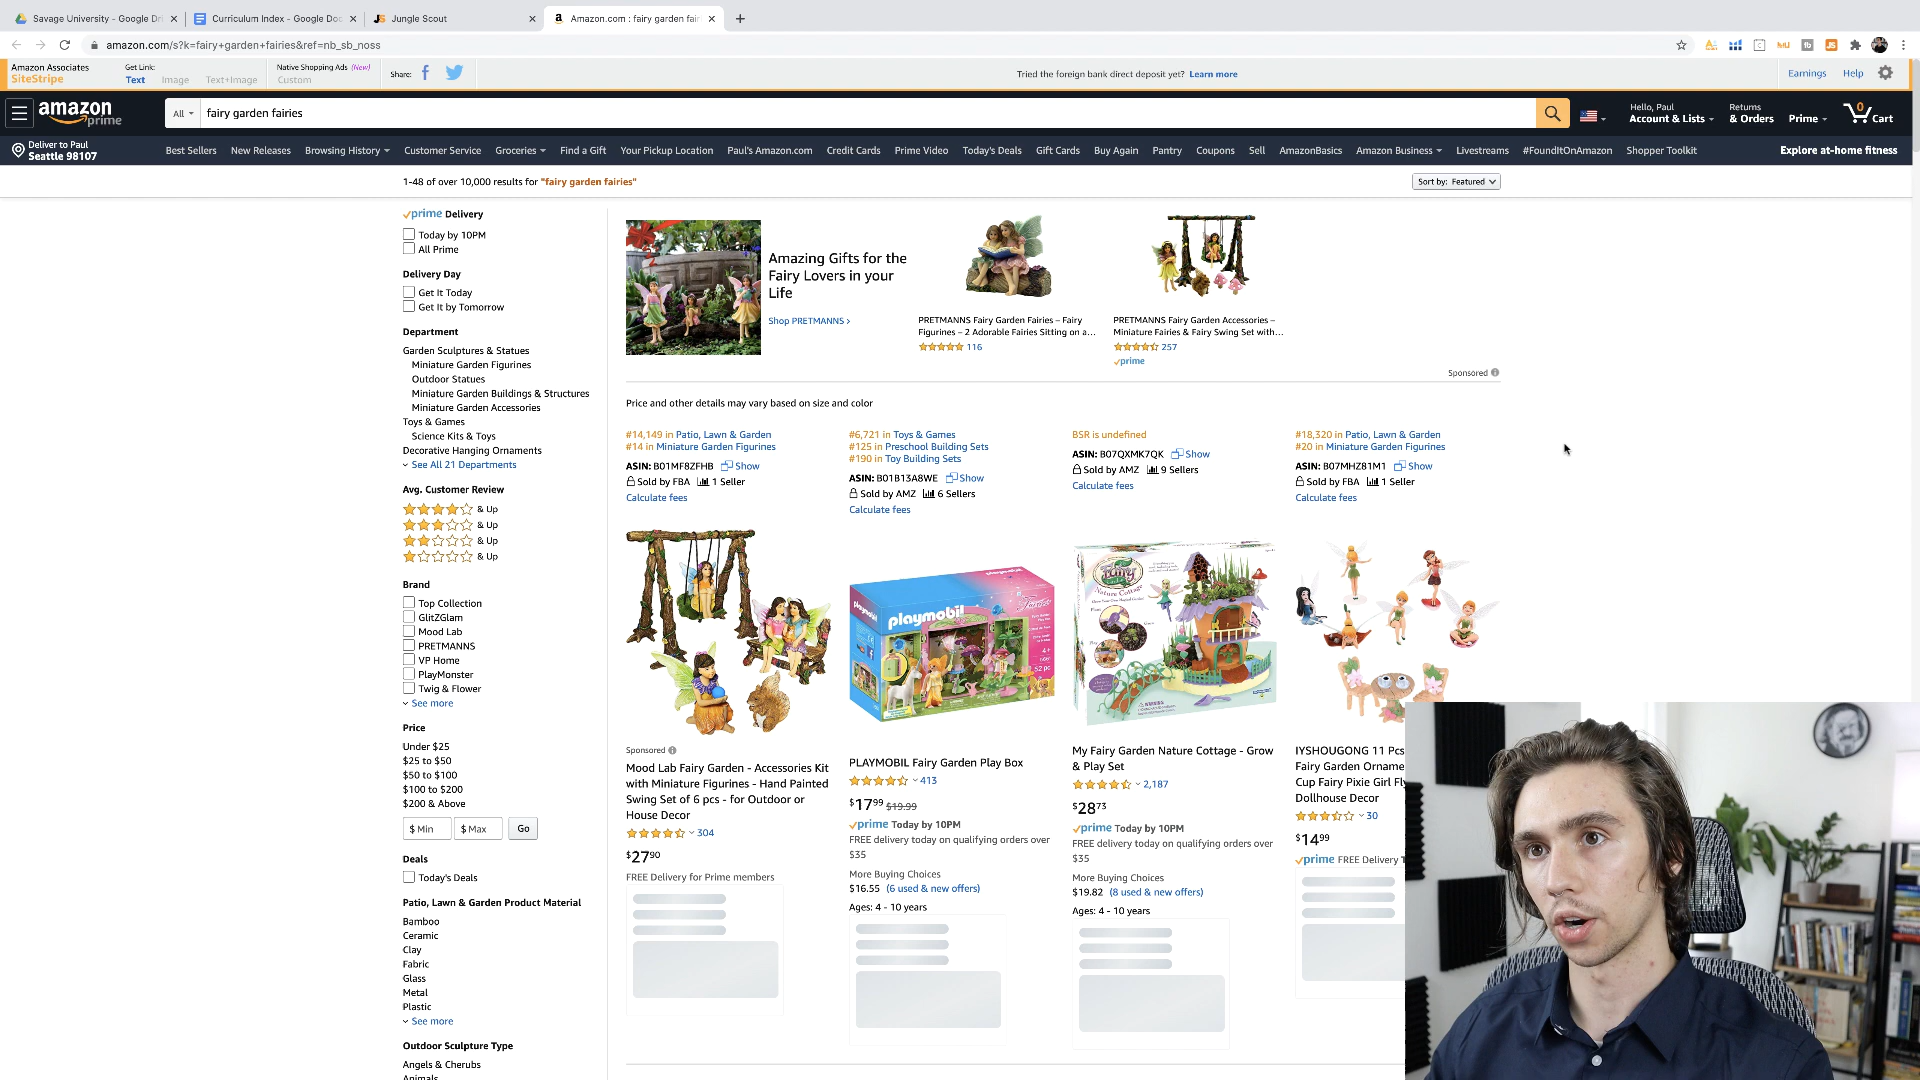 Savage University - Google Dri
Curriculum Index - Google Doc
Jungle Scout
Amazon.com : fairy garden fair
amazon.com/s?k=fairy+garden+fairies&ref=nb_sb_noss
Amazon Associates
SiteStripe
Get Link:
Text
Image
Text+Image
Native Shopping Ads (New)
Custom
Share:
Tried the foreign bank direct deposit yet? Learn more
Earnings
Help
amazon
prime
All
fairy garden fairies
Hello, Paul
Account & Lists
Returns
& Orders
Prime
0
Cart
Deliver to Paul
Seattle 98107
Best Sellers
New Releases
Browsing History
Customer Service
Groceries
Find a Gift
Your Pickup Location
Paul's Amazon.com
Credit Cards
Prime Video
Today's Deals
Gift Cards
Buy Again
Pantry
Coupons
Sell
AmazonBasics
Amazon Business
Livestreams
#FoundItOnAmazon
Shopper Toolkit
Explore at-home fitness
1-48 of over 10,000 results for "fairy garden fairies"
Sort by: Featured
prime Delivery
Today by 10PM
All Prime
Delivery Day
Get It Today
Get It by Tomorrow
Department
Garden Sculptures & Statues
Miniature Garden Figurines
Outdoor Statues
Miniature Garden Buildings & Structures
Miniature Garden Accessories
Toys & Games
Science Kits & Toys
Decorative Hanging Ornaments
See All 21 Departments
Avg. Customer Review
& Up
& Up
& Up
& Up
Brand
Top Collection
GlitZGlam
Mood Lab
PRETMANNS
VP Home
PlayMonster
Twig & Flower
See more
Price
Under $25
$25 to $50
$50 to $100
$100 to $200
$200 & Above
$ Min
$ Max
Go
Deals
Today's Deals
Patio, Lawn & Garden Product Material
Bamboo
Ceramic
Clay
Fabric
Glass
Metal
Plastic
See more
Outdoor Sculpture Type
Angels & Cherubs
Animals
Amazing Gifts for the
Fairy Lovers in your
Life
Shop PRETMANNS >
PRETMANNS Fairy Garden Fairies – Fairy
Figurines – 2 Adorable Fairies Sitting on a...
116
PRETMANNS Fairy Garden Accessories –
Miniature Fairies & Fairy Swing Set with...
257
prime
Sponsored
Price and other details may vary based on size and color
#14,149 in Patio, Lawn & Garden
#14 in Miniature Garden Figurines
ASIN: B01MF8ZFHB Show
Sold by FBA 1 Seller
Calculate fees
Sponsored
Mood Lab Fairy Garden - Accessories Kit
with Miniature Figurines - Hand Painted
Swing Set of 6 pcs - for Outdoor or
House Decor
304
$27 90
FREE Delivery for Prime members
#6,721 in Toys & Games
#125 in Preschool Building Sets
#190 in Toy Building Sets
ASIN: B01B13A8WE Show
Sold by AMZ 6 Sellers
Calculate fees
playmobil
Fairies
PLAYMOBIL Fairy Garden Play Box
413
$17 99 $19.99
prime Today by 10PM
FREE delivery today on qualifying orders over
$35
More Buying Choices
$16.55 (6 used & new offers)
Ages: 4 - 10 years
BSR is undefined
ASIN: B07QXMK7QK Show
Sold by AMZ 9 Sellers
Calculate fees
Fairy
Garden
Nature Cottage
My Fairy Garden Nature Cottage - Grow
& Play Set
2,187
$28 73
prime Today by 10PM
FREE delivery today on qualifying orders over
$35
More Buying Choices
$19.82 (8 used & new offers)
Ages: 4 - 10 years
#18,320 in Patio, Lawn & Garden
#20 in Miniature Garden Figurines
ASIN: B07MHZ81M1 Show
Sold by FBA 1 Seller
Calculate fees
IYSHOUGONG 11 Pcs
Fairy Garden Orname
Cup Fairy Pixie Girl Fl
Dollhouse Decor
30
$14 99
prime FREE Delivery